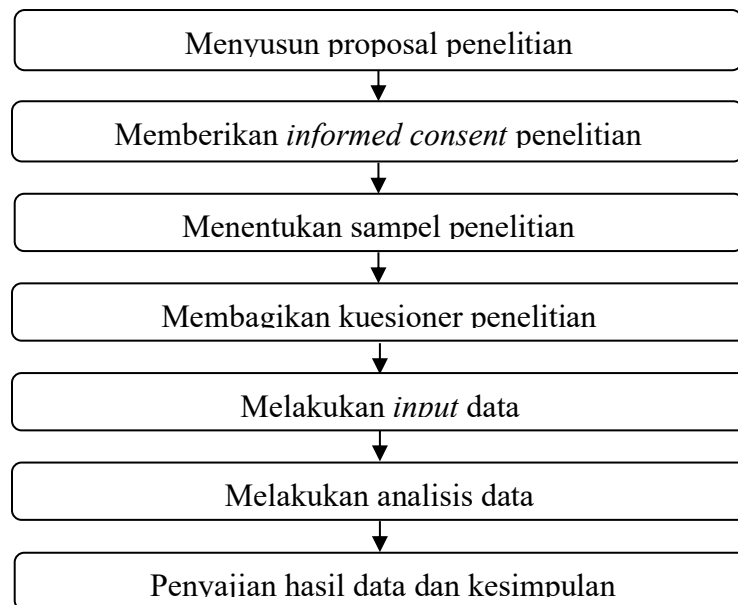 Menyusun proposal penelitian
Memberikan informed consent penelitian
Menentukan sampel penelitian
Membagikan kuesioner penelitian
Melakukan input data
Melakukan analisis data
Penyajian hasil data dan kesimpulan